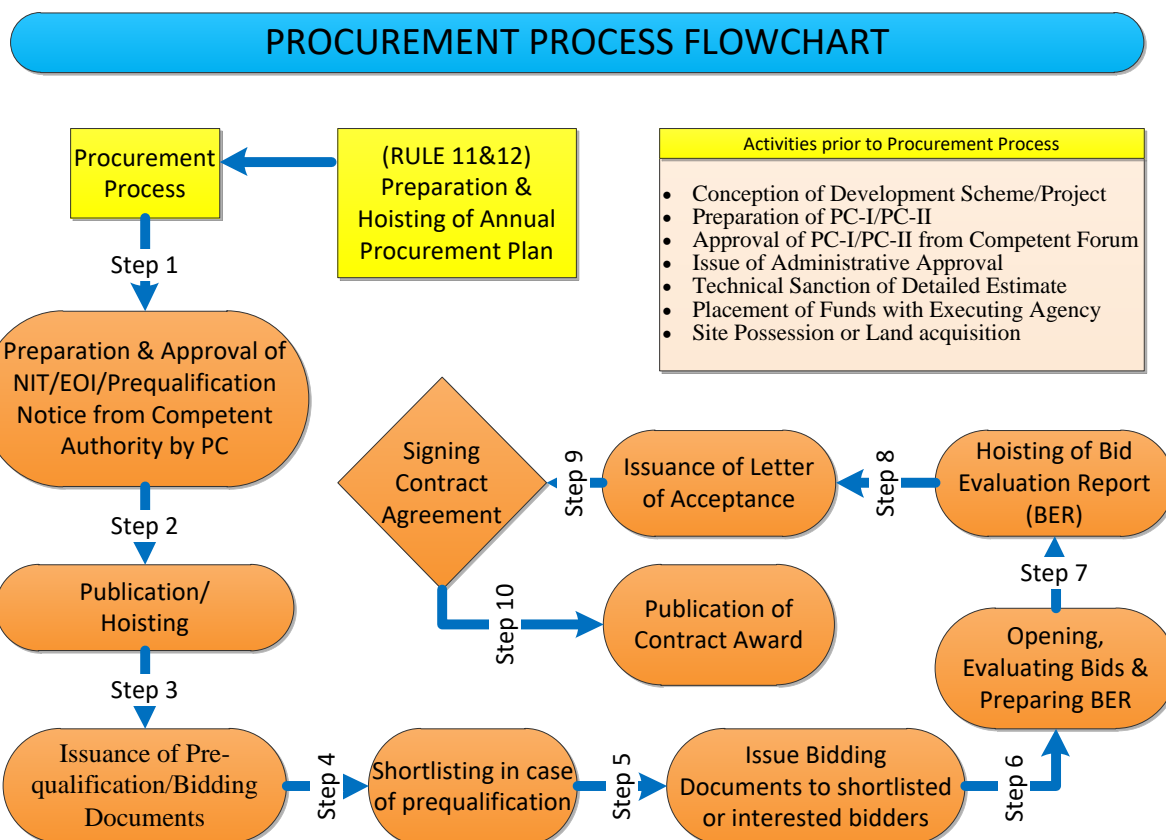 PROCUREMENT PROCESS FLOWCHART
Procurement
Process
(RULE 11&12)
Preparation &
Hoisting of Annual
Procurement Plan
Activities prior to Procurement Process
• Conception of Development Scheme/Project
• Preparation of PC-I/PC-II
• Approval of PC-I/PC-II from Competent Forum
• Issue of Administrative Approval
• Technical Sanction of Detailed Estimate
• Placement of Funds with Executing Agency
• Site Possession or Land acquisition
Step 1
Preparation & Approval of
NIT/EOI/Prequalification
Notice from Competent
Authority by PC
Step 2
Publication/
Hoisting
Step 3
Issuance of Pre-
qualification/Bidding
Documents
Step 4
Shortlisting in case
of prequalification
Step 5
Issue Bidding
Documents to shortlisted
or interested bidders
Step 6
Opening,
Evaluating Bids &
Preparing BER
Step 7
Hoisting of Bid
Evaluation Report
(BER)
Step 8
Issuance of Letter
of Acceptance
Step 9
Signing
Contract
Agreement
Step 10
Publication of
Contract Award